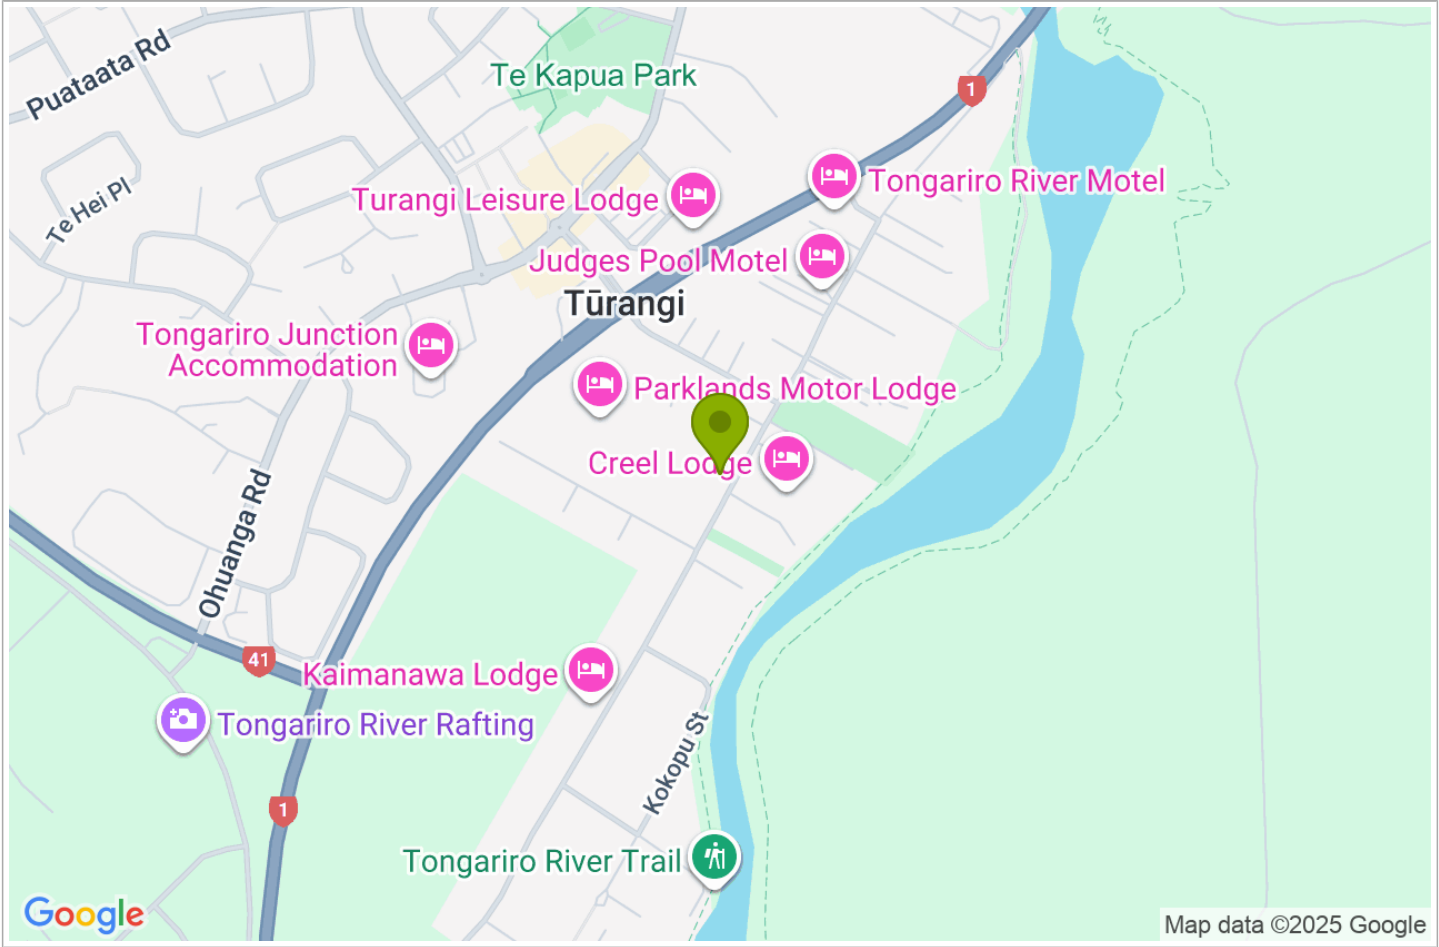 Puataata Rd
Te Kapua Park
1
Te Hei Pl
Turangi Leisure Lodge
Tongariro River Motel
Judges Pool Motel
Tūrangi
Tongariro Junction
Accommodation
Parklands Motor Lodge
Creel Lodge
Ohuanga Rd
41
Kaimanawa Lodge
Tongariro River Rafting
Kokopu St
1
Tongariro River Trail
Google
Map data ©2025 Google